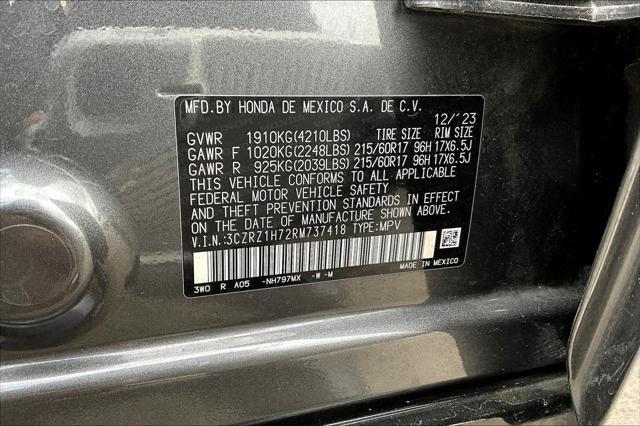 MFD.BY HONDA DE MEXICO S.A. DE C.V.
12/'23
GVWR 1910KG(4210LBS) TIRE SIZE RIM SIZE
GAWR F 1020KG(2248LBS) 215/60R17 96H 17X6.5J
GAWR R 925KG(2039LBS) 215/60R17 96H 17X6.5J
THIS VEHICLE CONFORMS TO ALL APPLICABLE
FEDERAL MOTOR VEHICLE SAFETY
AND THEFT PREVENTION STANDARDS IN EFFECT
ON THE DATE OF MANUFACTURE SHOWN ABOVE.
V.I.N.:3CZRZ1H72RM737418 TYPE:MPV
MADE IN MEXICO
3W0 R A05 -NH797MX -W -M